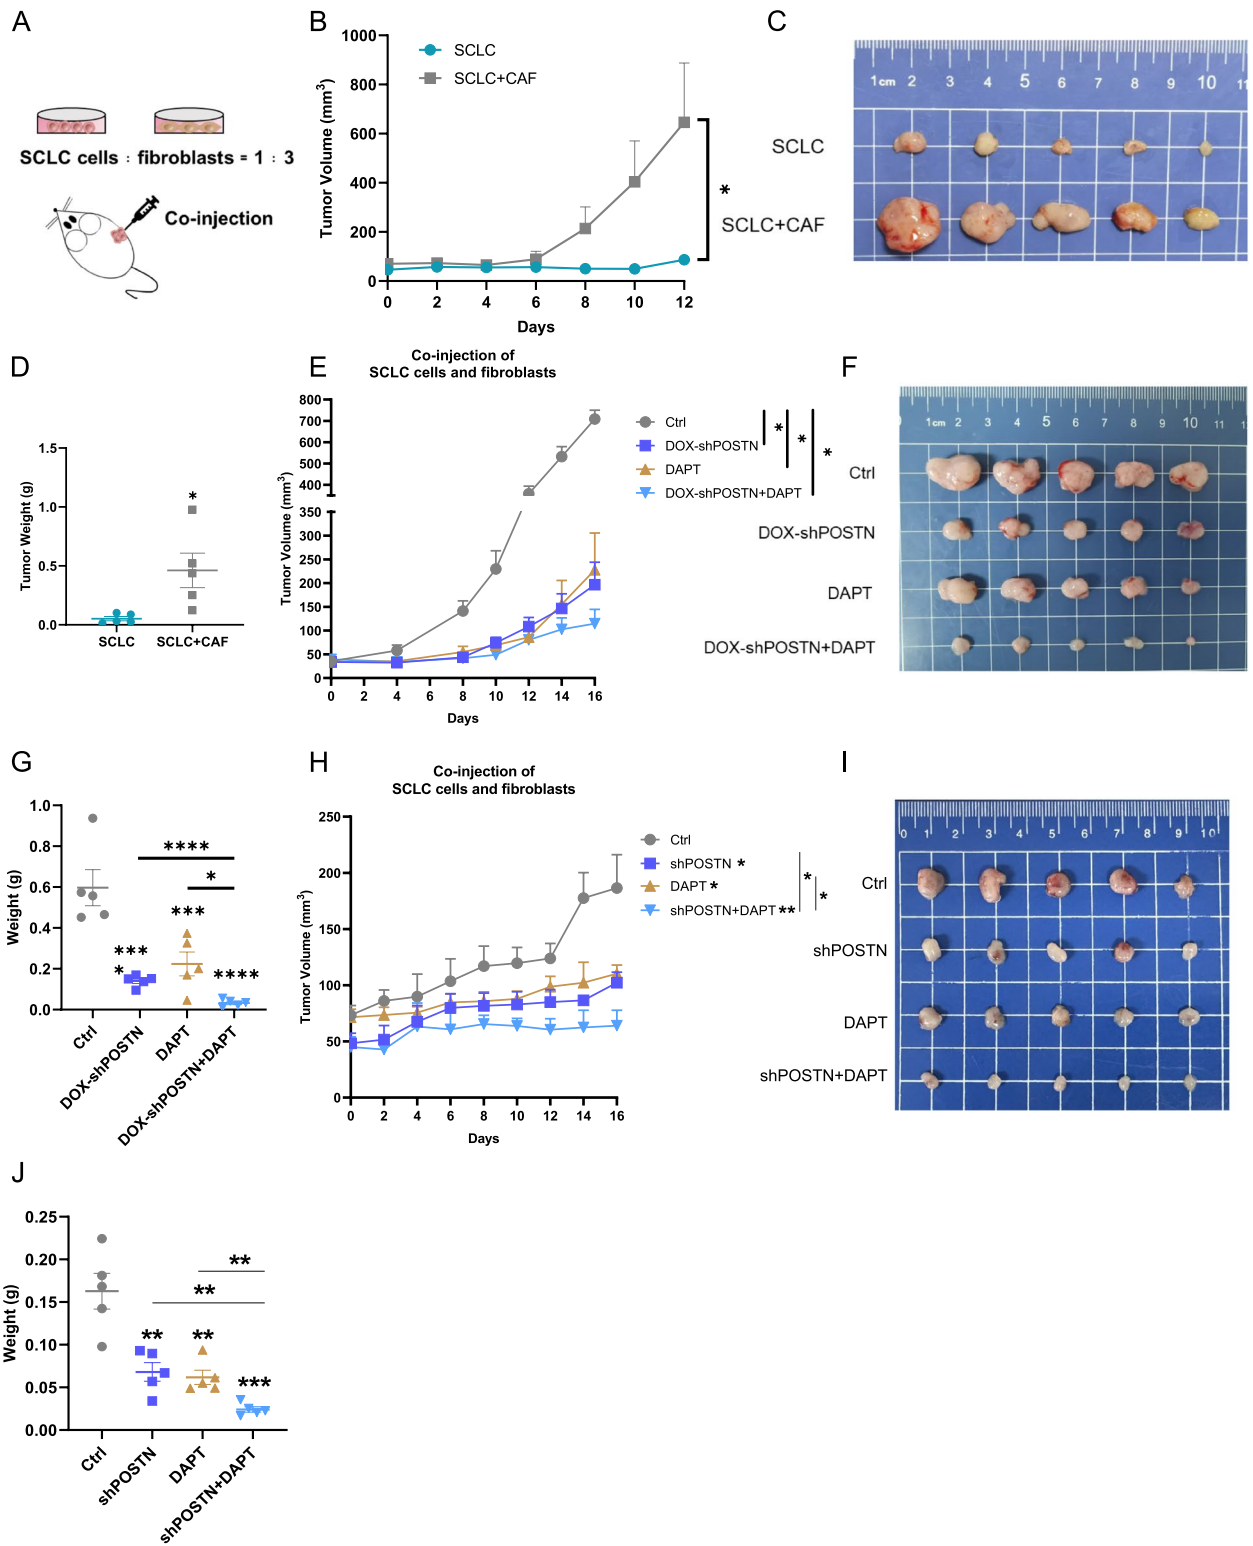 A
SCLC cells : fibroblasts = 1 : 3
Co-injection
B
Tumor Volume (mm³)
1000
800
600
400
200
0
SCLC
SCLC+CAF
*
0 2 4 6 8 10 12
Days
C
1cm 2 3 4 5 6 7 8 9 10 11
SCLC
SCLC+CAF
D
Tumor Weight (g)
1.5
1.0
0.5
0.0
*
SCLC SCLC+CAF
E
Co-injection of
SCLC cells and fibroblasts
Tumor Volume (mm³)
800
700
600
500
400
350
300
250
200
150
100
50
0
0 2 4 6 8 10 12 14 16
Days
Ctrl
DOX-shPOSTN
DAPT
DOX-shPOSTN+DAPT
* * *
F
1cm 2 3 4 5 6 7 8 9 10 11
Ctrl
DOX-shPOSTN
DAPT
DOX-shPOSTN+DAPT
G
Weight (g)
1.0
0.8
0.6
0.4
0.2
0.0
****
*
***
***
*
****
Ctrl
DOX-shPOSTN
DAPT
DOX-shPOSTN+DAPT
H
Co-injection of
SCLC cells and fibroblasts
Tumor Volume (mm³)
250
200
150
100
50
0
0 2 4 6 8 10 12 14 16
Days
Ctrl
shPOSTN *
DAPT *
shPOSTN+DAPT **
* *
I
0 1 2 3 4 5 6 7 8 9 10
Ctrl
shPOSTN
DAPT
shPOSTN+DAPT
J
Weight (g)
0.25
0.20
0.15
0.10
0.05
0.00
**
**
** **
***
Ctrl
shPOSTN
DAPT
shPOSTN+DAPT